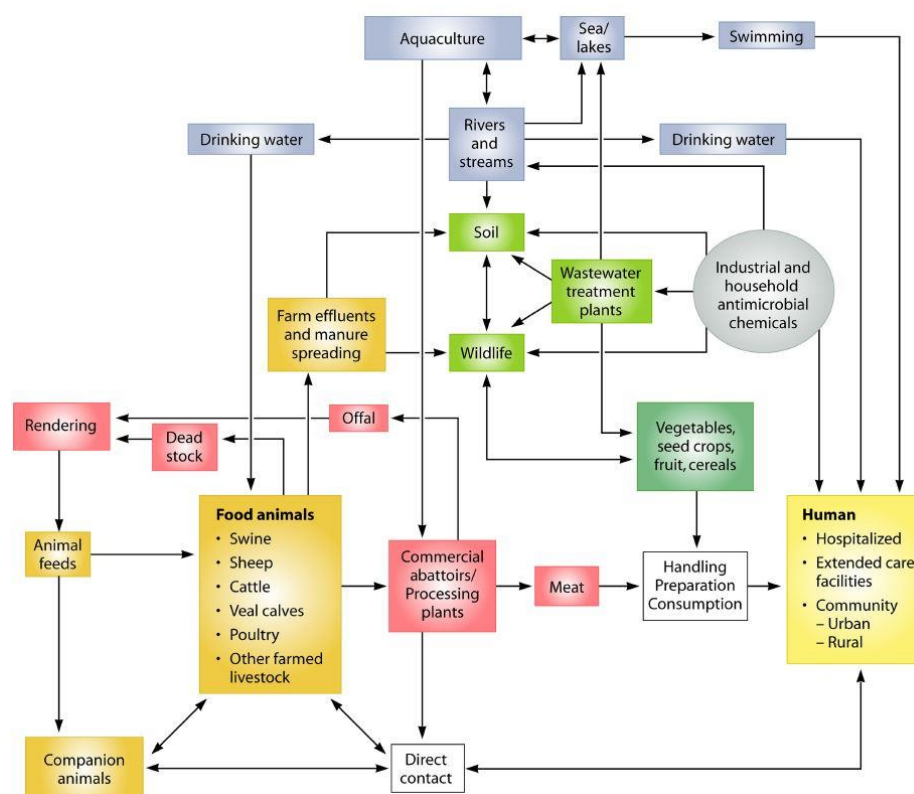 Aquaculture
Sea/
lakes
Swimming
Drinking water
Rivers
and
streams
Drinking water
Soil
Wastewater
treatment
plants
Industrial and
household
antimicrobial
chemicals
Farm effluents
and manure
spreading
Wildlife
Rendering
Offal
Dead
stock
Vegetables,
seed crops,
fruit, cereals
Animal
feeds
Food animals
• Swine
• Sheep
• Cattle
• Veal calves
• Poultry
• Other farmed
livestock
Commercial
abattoirs/
Processing
plants
Meat
Handling
Preparation
Consumption
Human
• Hospitalized
• Extended care
facilities
• Community
– Urban
– Rural
Companion
animals
Direct
contact